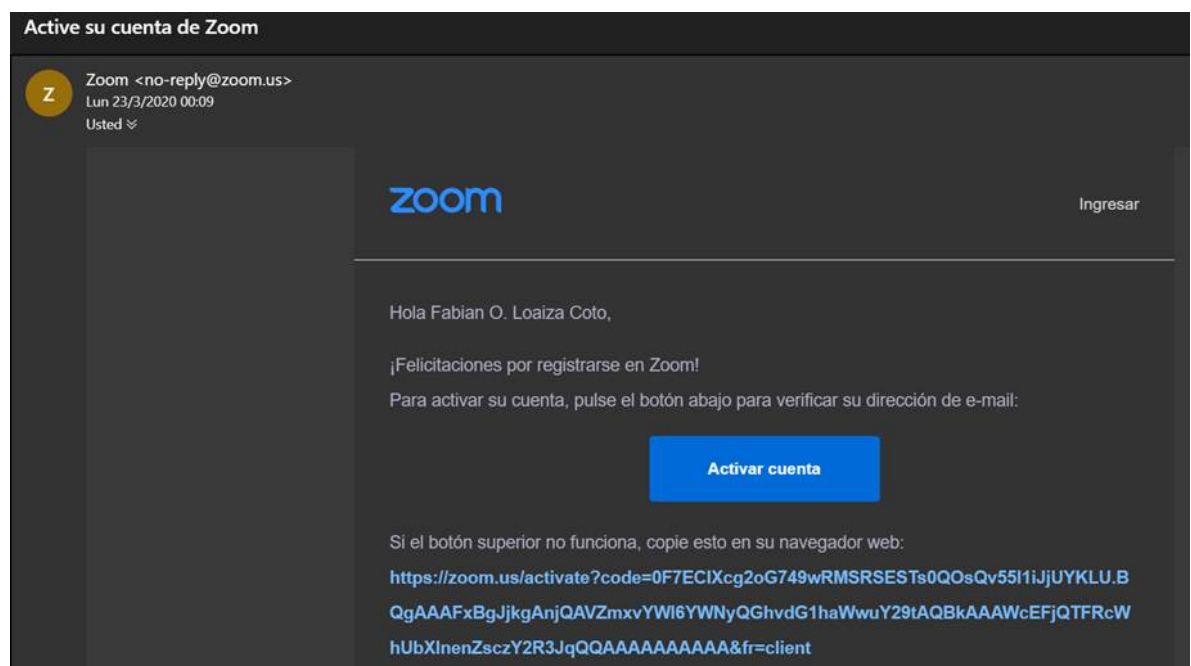 Active su cuenta de Zoom
Z
Zoom <no-reply@zoom.us>
Lun 23/3/2020 00:09
Usted
zoom
Ingresar
Hola Fabian O. Loaiza Coto,
¡Felicitaciones por registrarse en Zoom!
Para activar su cuenta, pulse el botón abajo para verificar su dirección de e-mail:
Activar cuenta
Si el botón superior no funciona, copie esto en su navegador web:
https://zoom.us/activate?code=0F7ECIXcg2oG749wRMSRSESTs0QOsQv55I1iJjUYKLU.B
QgAAAFxBgJjkgAnjQAVZmxvYWl6YWNyQGhvdG1haWwuY29tAQBkAAAWcEFjQTFRcW
hUbXlnenZsczY2R3JqQQAAAAAAAAAA&fr=client